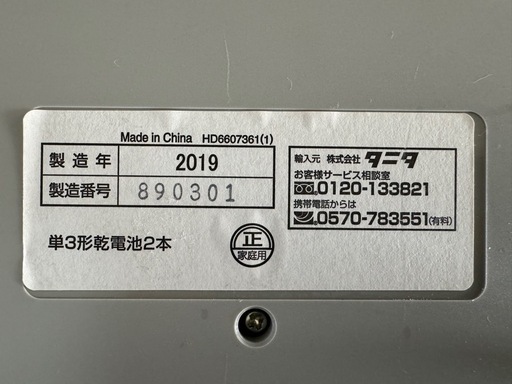 Made in China HD6607361(1)
製造年 2019
製造番号 890301
単3形乾電池2本
正
家庭用
輸入元 株式会社 タニタ
お客様サービス相談室
0120-133821
携帯電話からは
0570-783551(有料)